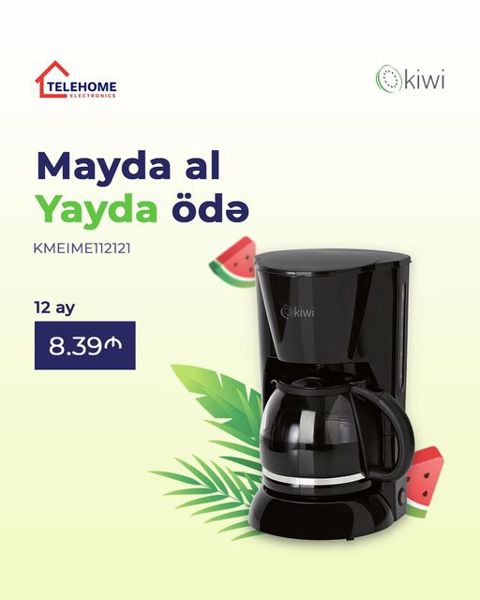 TELEHOME
ELECTRONICS
kiwi
Mayda al
Yayda ödə
KMEIME112121
12 ay
8.39₼
kiwi